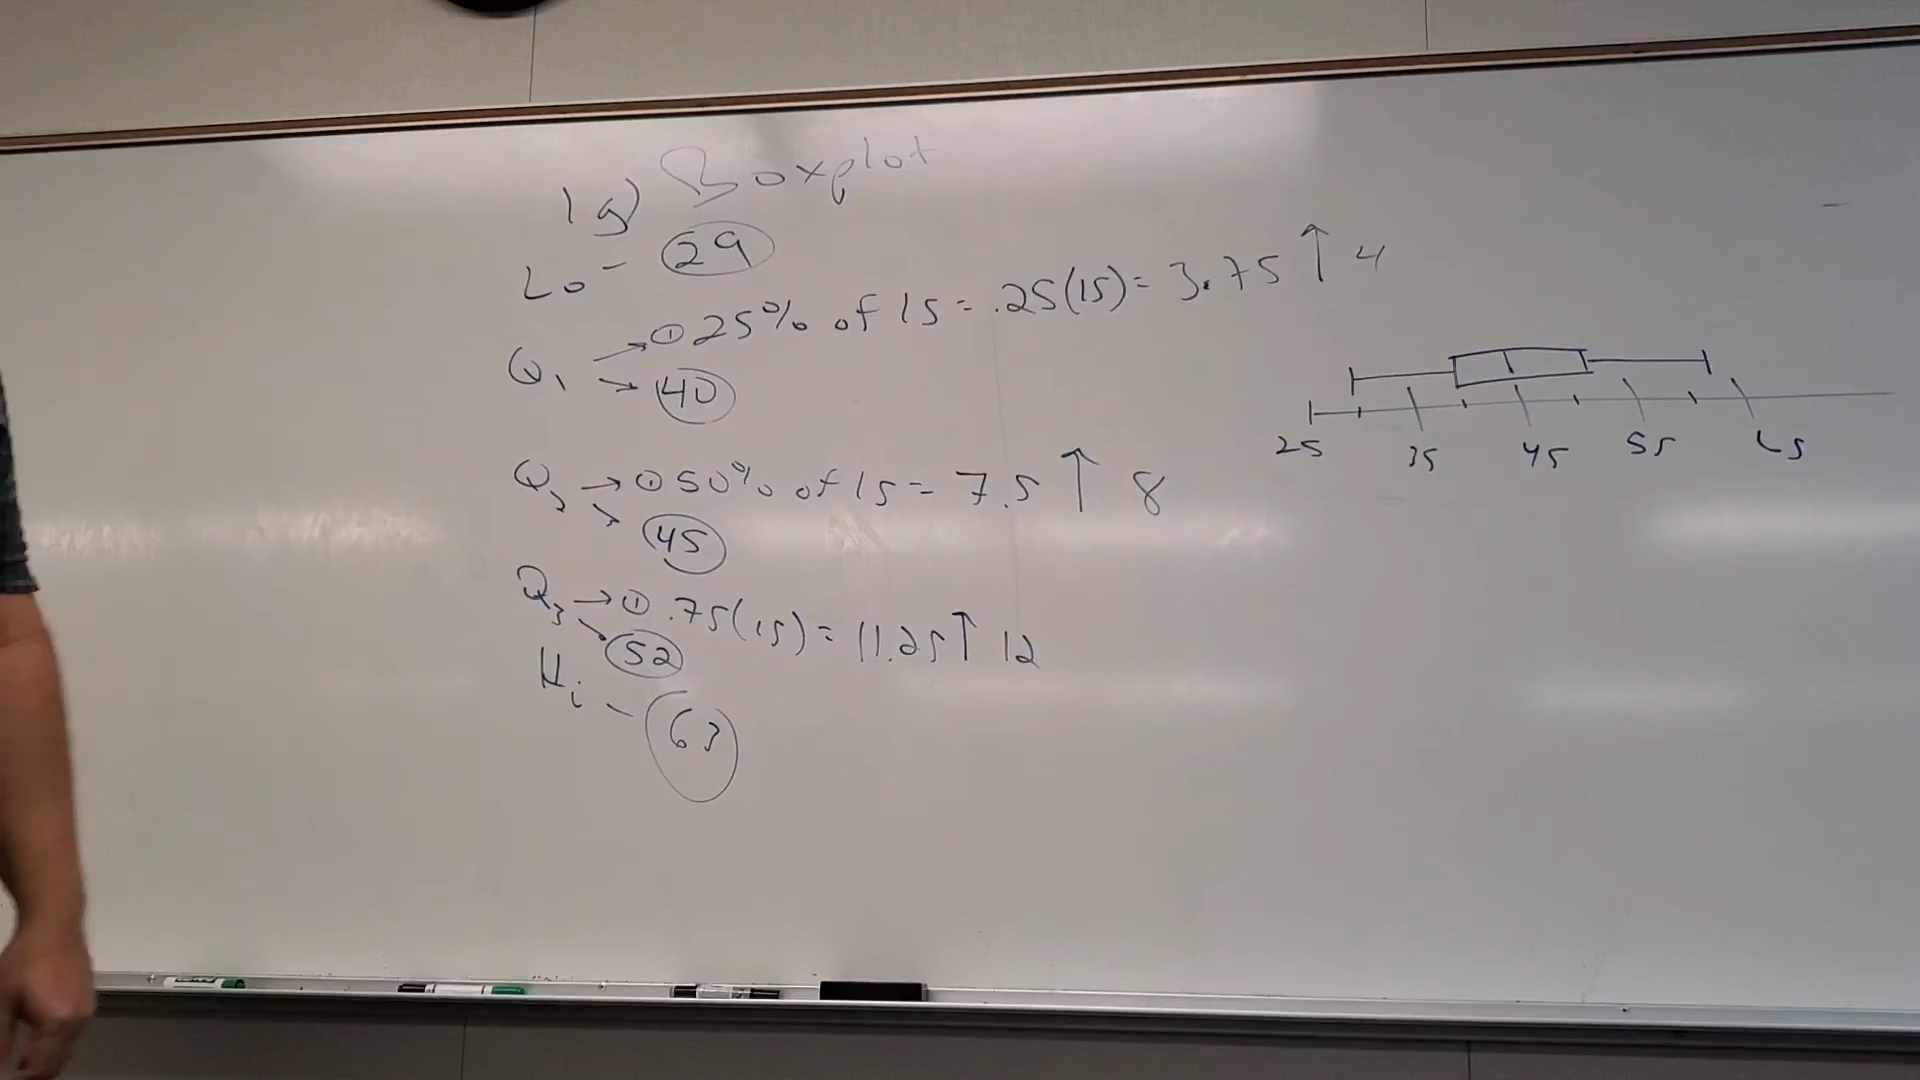 1g) Boxplot
Lo - 29
Q1 → ① 25% of 15 = .25(15) = 3.75 ↑ 4
→ 40
Q2 → ① 50% of 15 = 7.5 ↑ 8
→ 45
Q3 → ① .75(15) = 11.25 ↑ 12
→ 52
Hi - 63
25 35 45 55 65